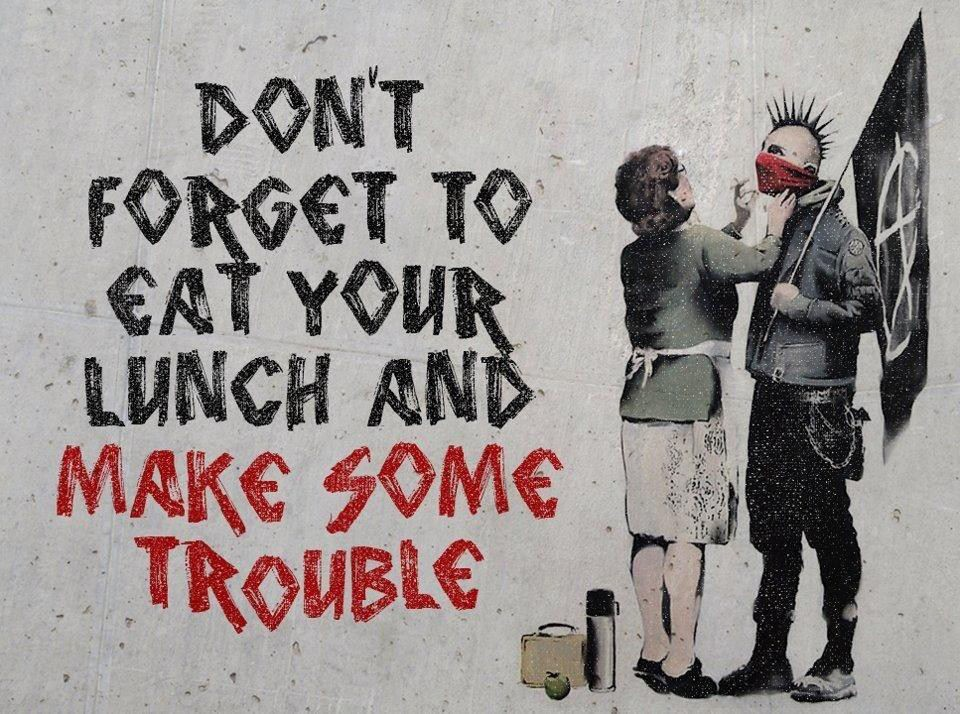 DON'T
FORGET TO
EAT YOUR
LUNCH AND
MAKE SOME
TROUBLE